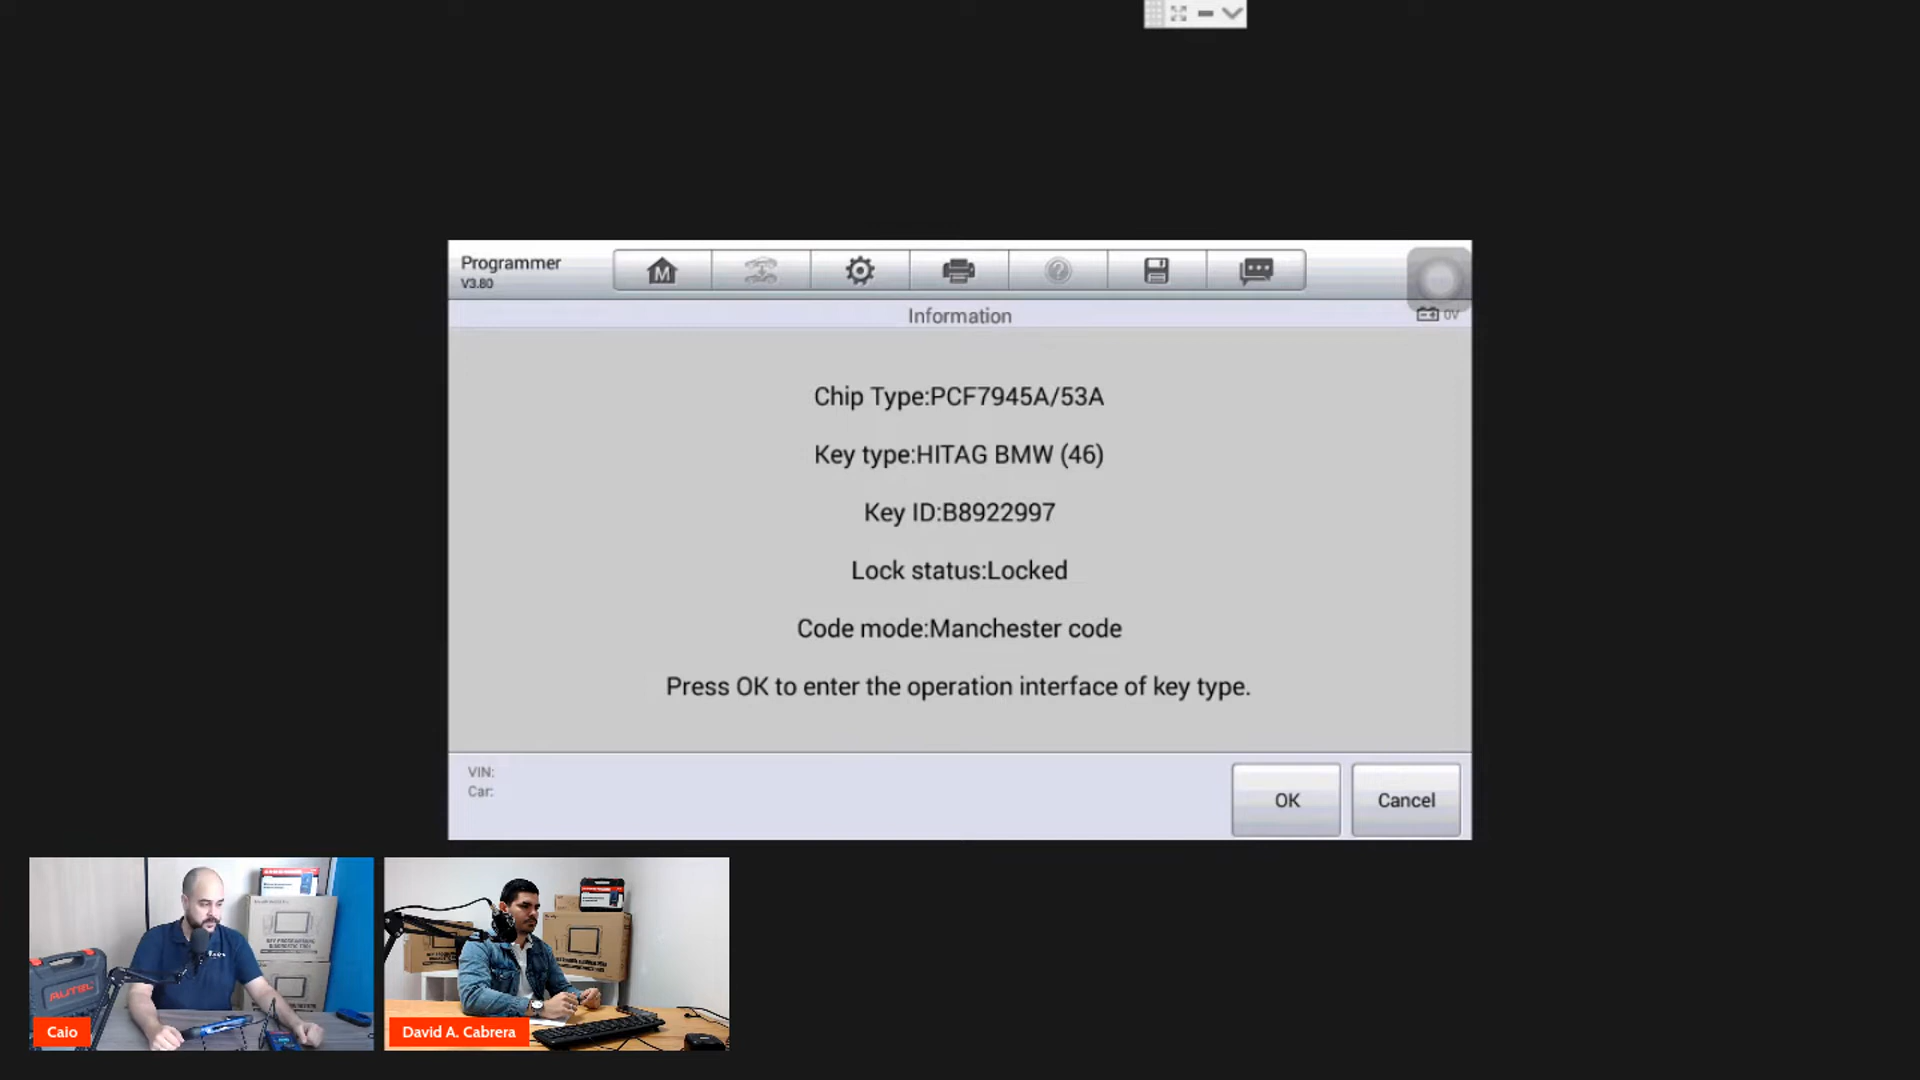 Programmer
V3.80
M
?
Information
0V
Chip Type:PCF7945A/53A
Key type:HITAG BMW (46)
Key ID:B8922997
Lock status:Locked
Code mode:Manchester code
Press OK to enter the operation interface of key type.
VIN:
Car:
OK
Cancel
AUTEL
Caio
David A. Cabrera